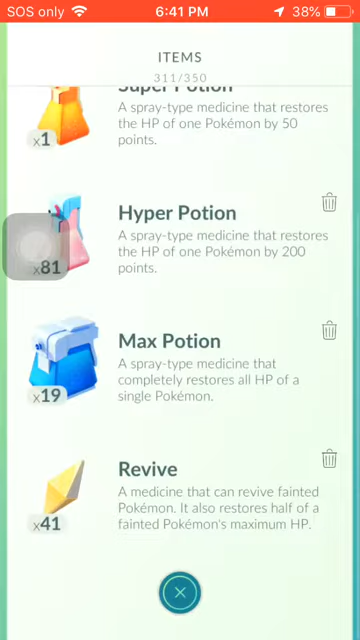 SOS only 6:41 PM 38%
ITEMS
311/350
Super Potion
A spray-type medicine that restores
the HP of one Pokémon by 50
points.
x1
Hyper Potion
A spray-type medicine that restores
the HP of one Pokémon by 200
points.
x81
Max Potion
A spray-type medicine that
completely restores all HP of a
single Pokémon.
x19
Revive
A medicine that can revive fainted
Pokémon. It also restores half of a
fainted Pokémon's maximum HP.
x41